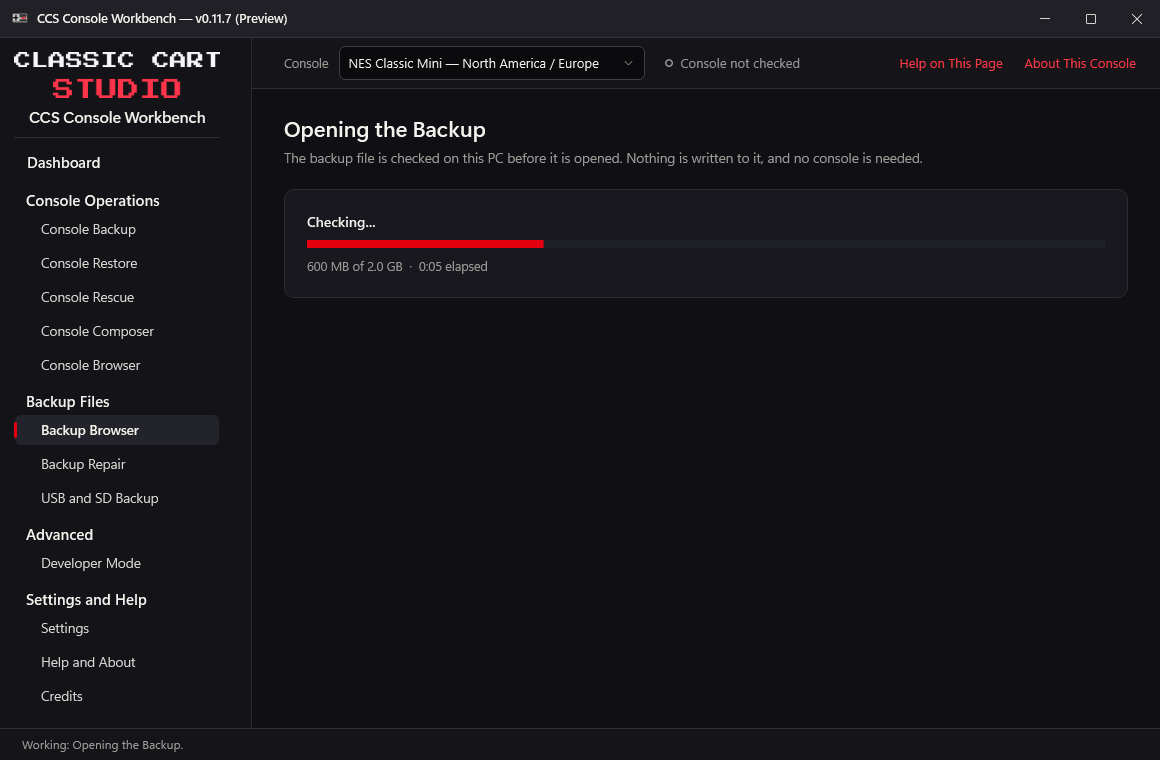 CCS Console Workbench — v0.11.7 (Preview)
CLASSIC CART
STUDIO
CCS Console Workbench
Dashboard
Console Operations
Console Backup
Console Restore
Console Rescue
Console Composer
Console Browser
Backup Files
Backup Browser
Backup Repair
USB and SD Backup
Advanced
Developer Mode
Settings and Help
Settings
Help and About
Credits
Console
NES Classic Mini — North America / Europe
Console not checked
Help on This Page
About This Console
Opening the Backup
The backup file is checked on this PC before it is opened. Nothing is written to it, and no console is needed.
Checking...
600 MB of 2.0 GB · 0:05 elapsed
Working: Opening the Backup.